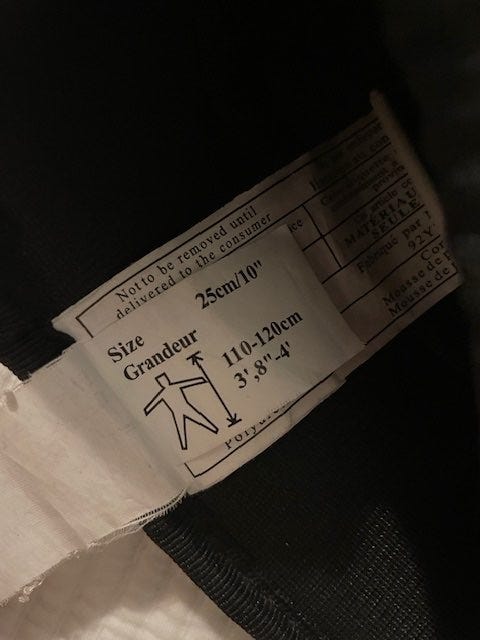 Not to be removed until
delivered to the consumer
Size
Grandeur
25cm/10"
110-120cm
3',8"-4'
MATÉRIAU
SEULE
Fabriqué par
92Y
Mousse de
Mousse de